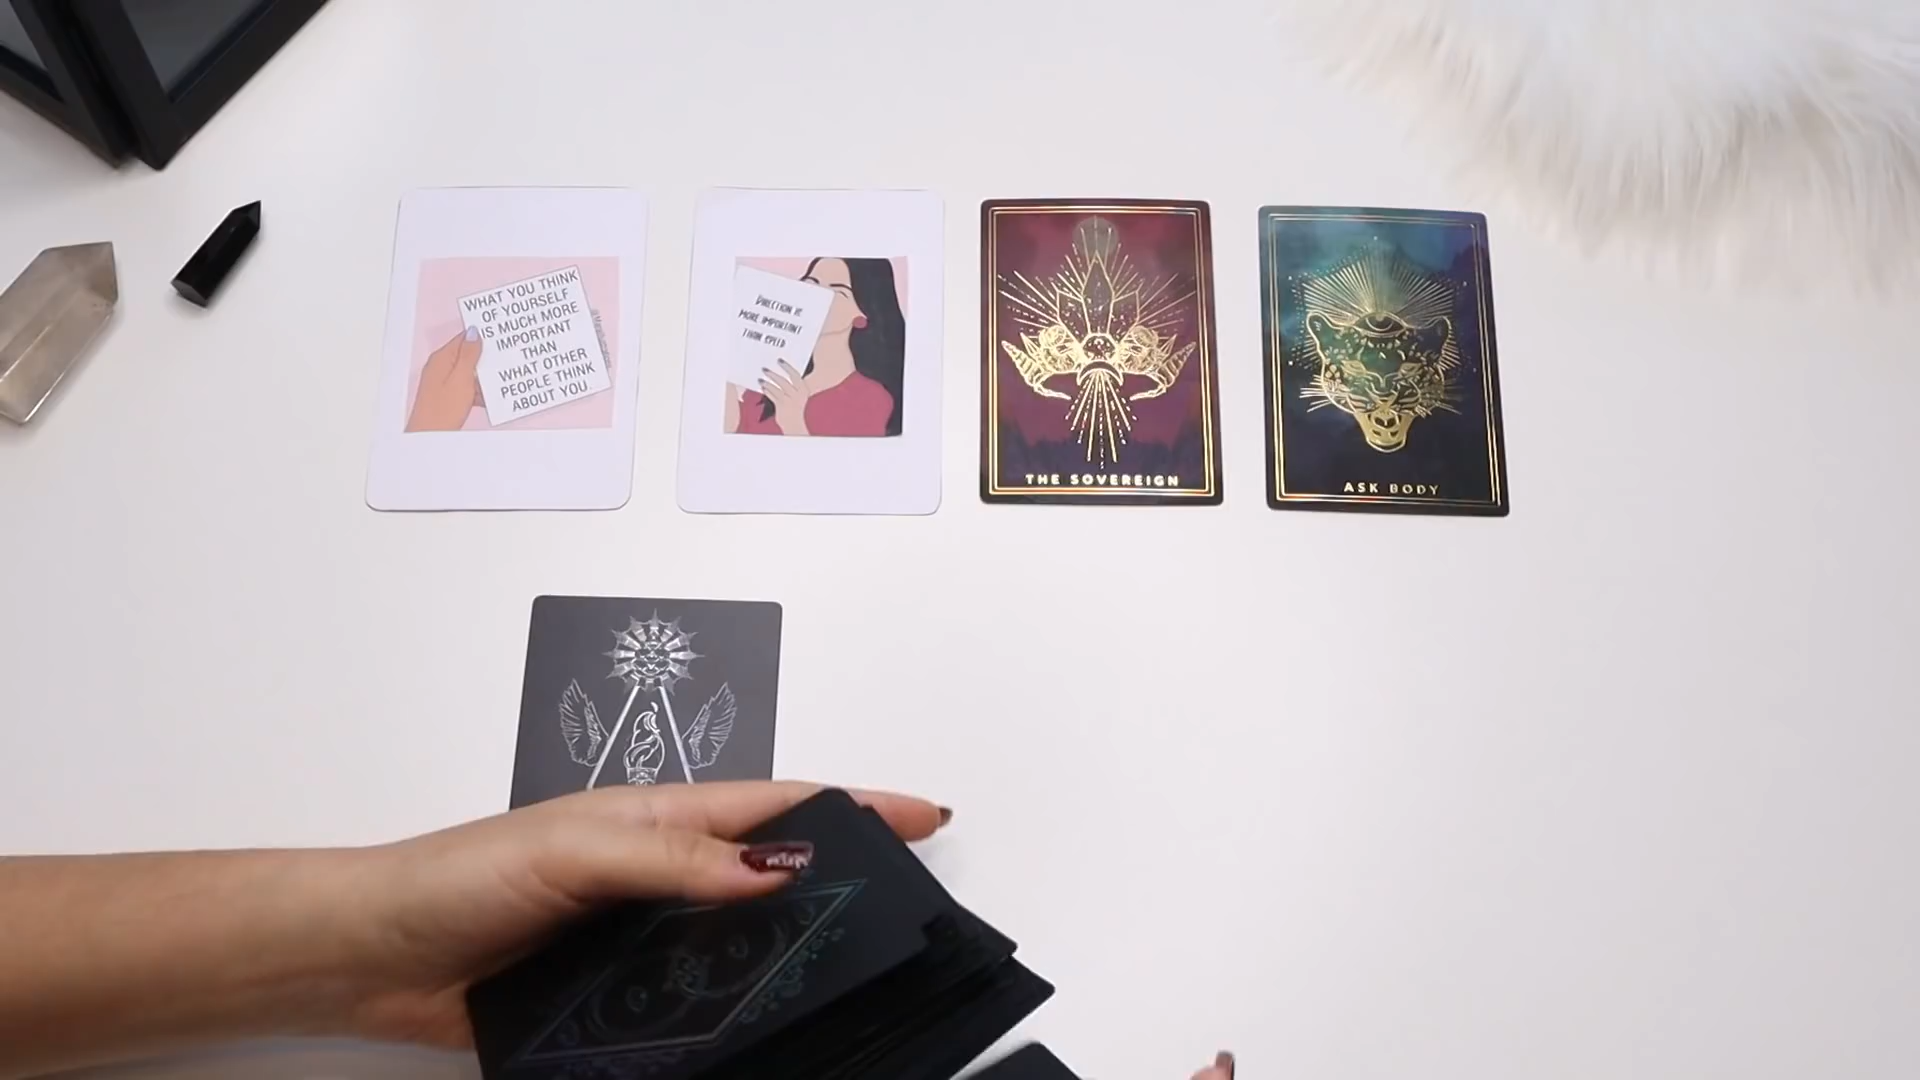 WHAT YOU THINK
OF YOURSELF
IS MUCH MORE
IMPORTANT
THAN
WHAT OTHER
PEOPLE THINK
ABOUT YOU.
DIRECTION IS
MORE IMPORTANT
THAN SPEED
THE SOVEREIGN
ASK BODY